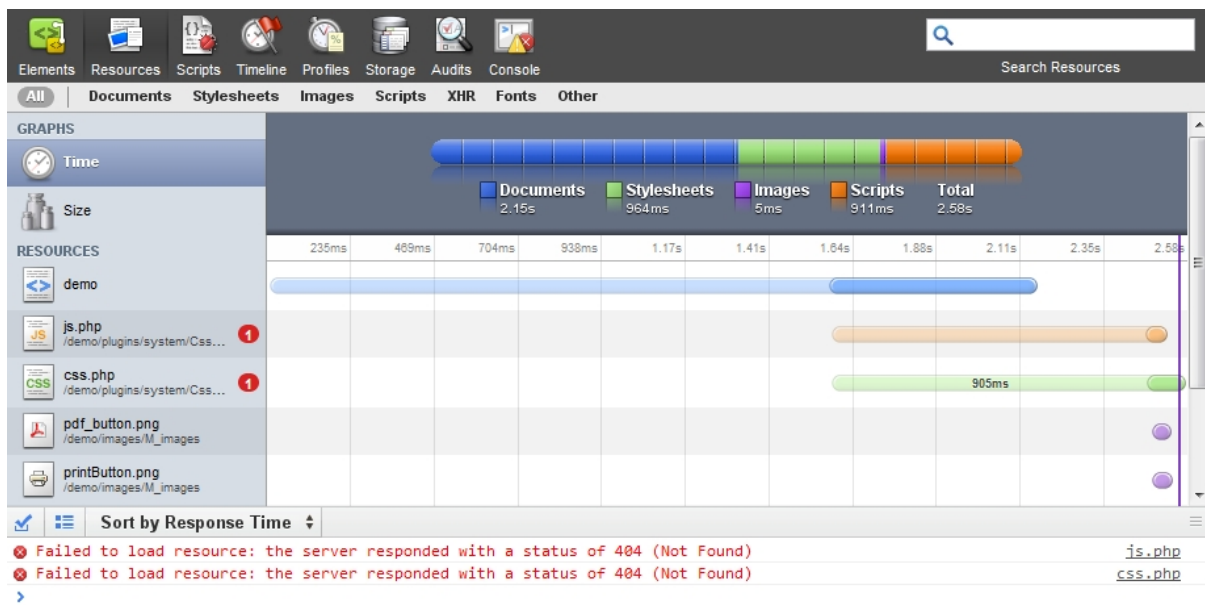 Elements Resources Scripts Timeline Profiles Storage Audits Console
Search Resources
All Documents Stylesheets Images Scripts XHR Fonts Other
GRAPHS
Time
Size
Documents Stylesheets Images Scripts Total
2.15s 964ms 5ms 911ms 2.58s
RESOURCES
235ms 469ms 704ms 938ms 1.17s 1.41s 1.64s 1.88s 2.11s 2.35s 2.58s
demo
js.php
/demo/plugins/system/Css...
1
css.php
/demo/plugins/system/Css...
1
905ms
pdf_button.png
/demo/images/M_images
printButton.png
/demo/images/M_images
Sort by Response Time
Failed to load resource: the server responded with a status of 404 (Not Found) js.php
Failed to load resource: the server responded with a status of 404 (Not Found) css.php
>